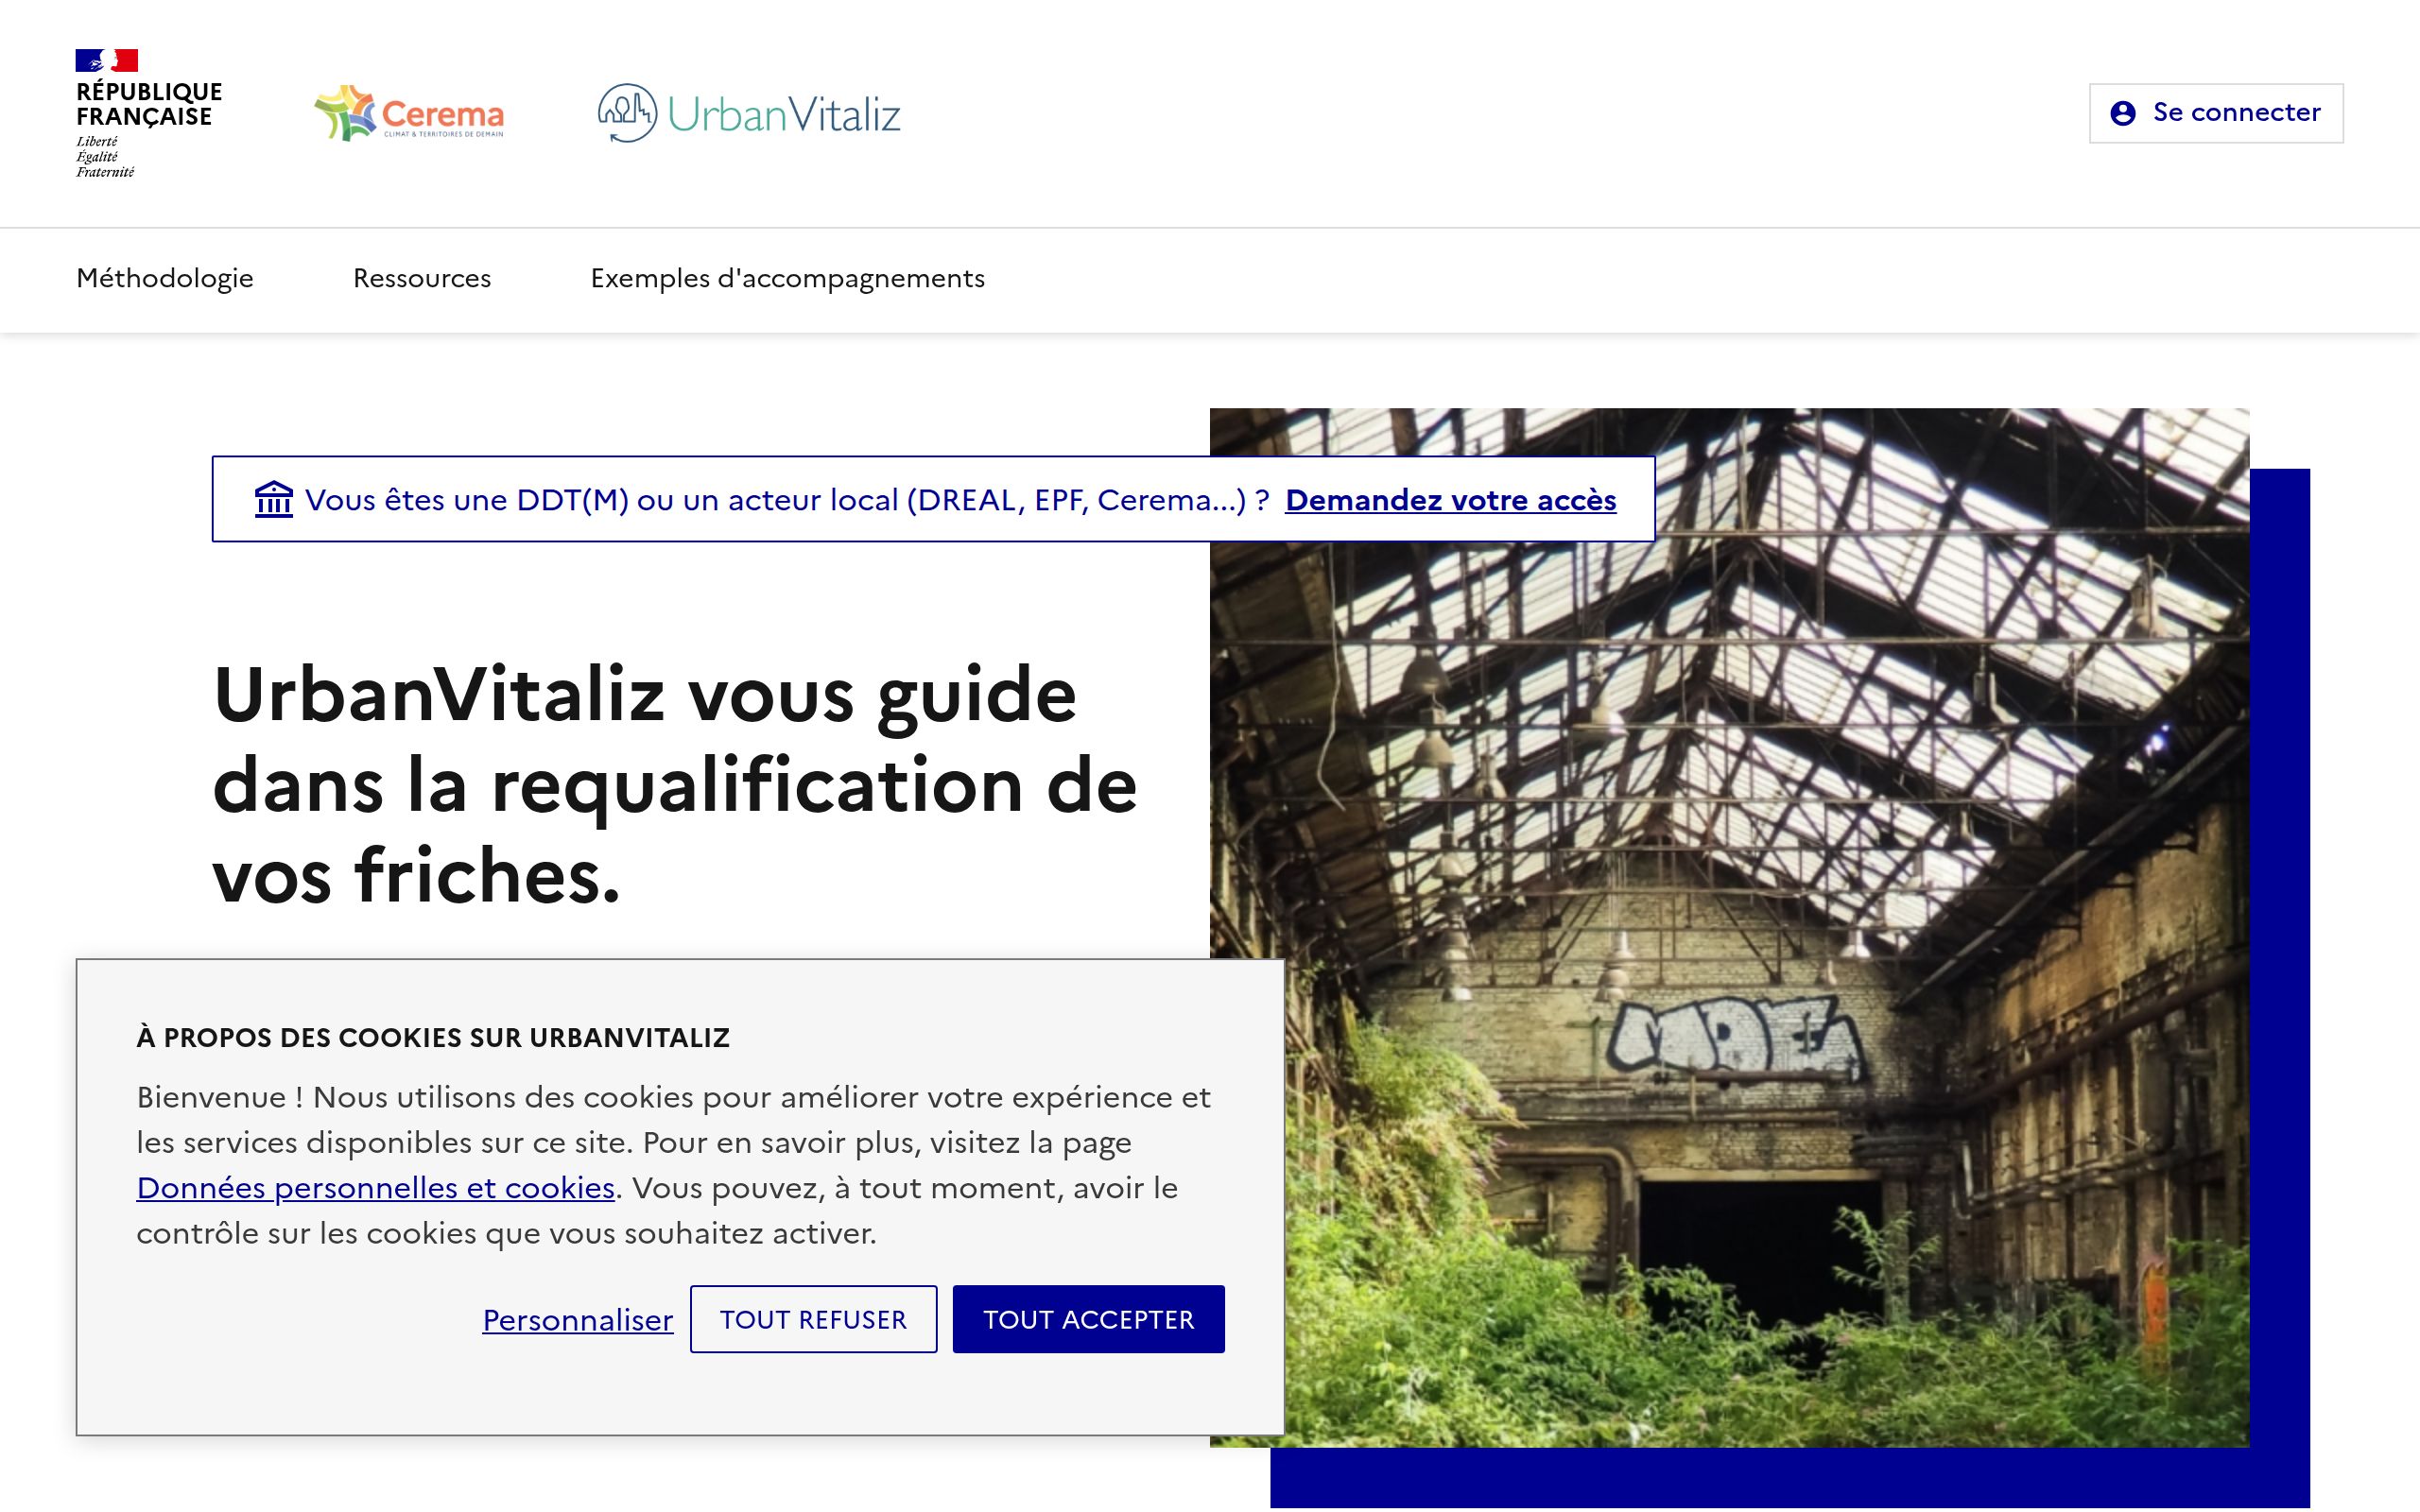 RÉPUBLIQUE
FRANÇAISE
Liberté
Égalité
Fraternité
Cerema
CLIMAT & TERRITOIRES DE DEMAIN
UrbanVitaliz
Se connecter
Méthodologie
Ressources
Exemples d'accompagnements
Vous êtes une DDT(M) ou un acteur local (DREAL, EPF, Cerema...) ? Demandez votre accès
UrbanVitaliz vous guide
dans la requalification de
vos friches.
À PROPOS DES COOKIES SUR URBANVITALIZ
Bienvenue ! Nous utilisons des cookies pour améliorer votre expérience et
les services disponibles sur ce site. Pour en savoir plus, visitez la page
Données personnelles et cookies. Vous pouvez, à tout moment, avoir le
contrôle sur les cookies que vous souhaitez activer.
Personnaliser
TOUT REFUSER
TOUT ACCEPTER